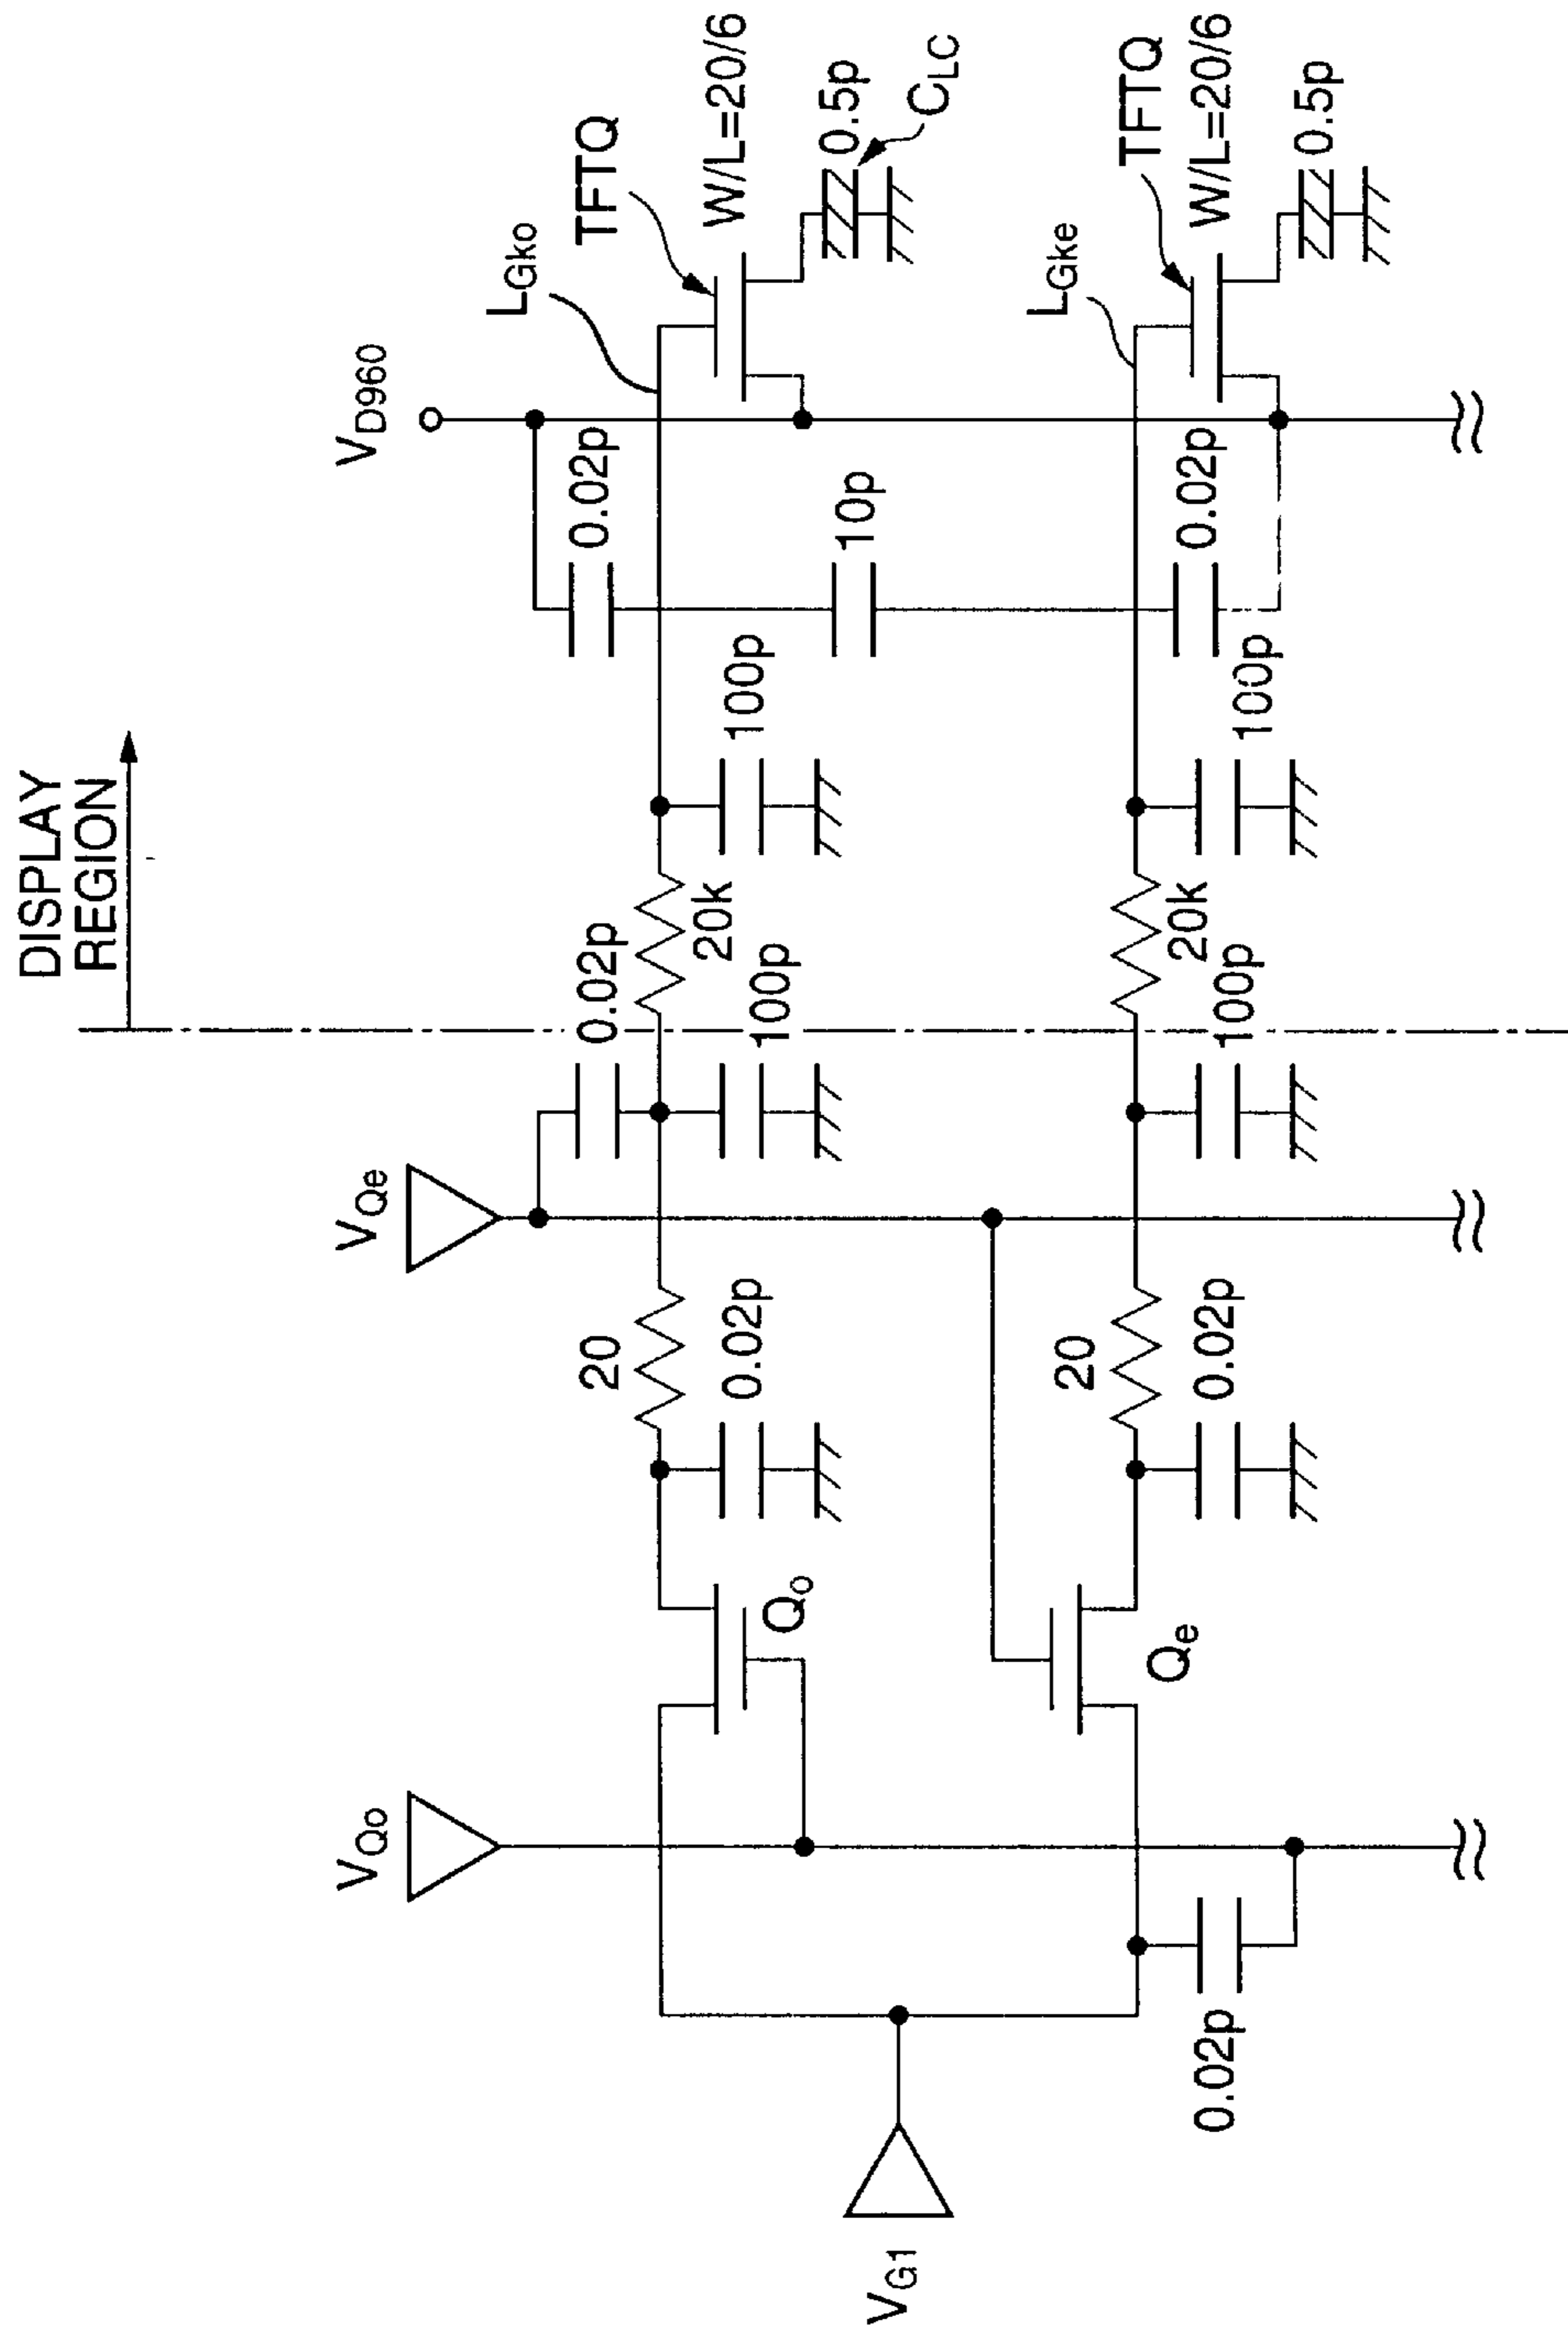 DISPLAY
REGION
V_D960
L_Gko
TFTQ
W/L=20/6
0.5p
C_LC
0.02p
10p
0.02p
L_Gke
TFTQ
W/L=20/6
0.5p
100p
100p
20k
20k
0.02p
100p
100p
V_Qe
20
0.02p
20
0.02p
Q_o
Q_e
V_Qo
0.02p
V_G1